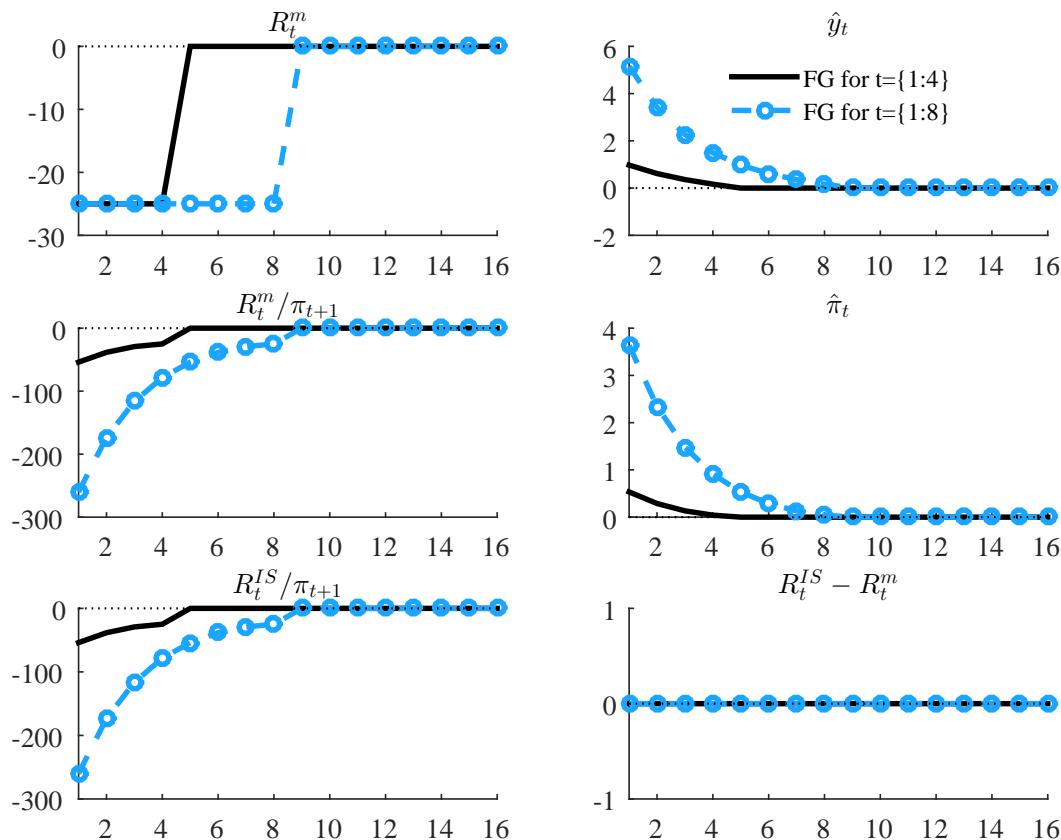 R_t^m
0
-10
-20
-30
2 4 6 8 10 12 14 16
ŷ_t
6
4
2
0
-2
FG for t={1:4}
FG for t={1:8}
2 4 6 8 10 12 14 16
R_t^m/π_{t+1}
0
-100
-200
-300
2 4 6 8 10 12 14 16
π̂_t
4
3
2
1
0
2 4 6 8 10 12 14 16
R_t^{IS}/π_{t+1}
0
-100
-200
-300
2 4 6 8 10 12 14 16
R_t^{IS} − R_t^m
1
0
-1
2 4 6 8 10 12 14 16